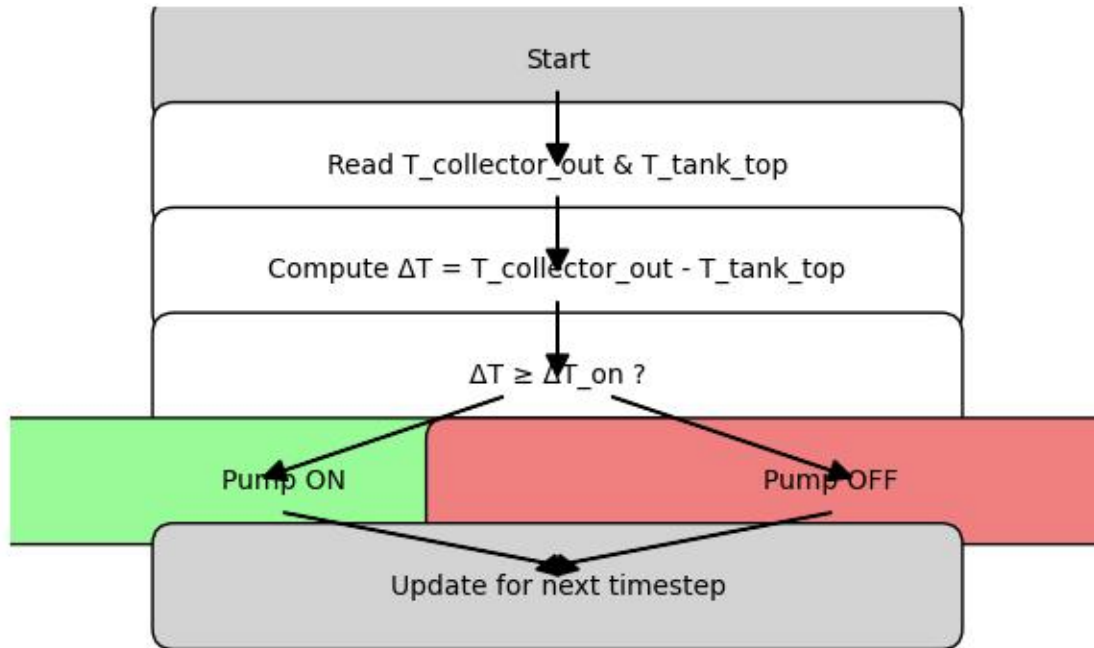 Start
Read T_collector_out & T_tank_top
Compute ΔT = T_collector_out - T_tank_top
ΔT ≥ ΔT_on ?
Pump ON
Pump OFF
Update for next timestep